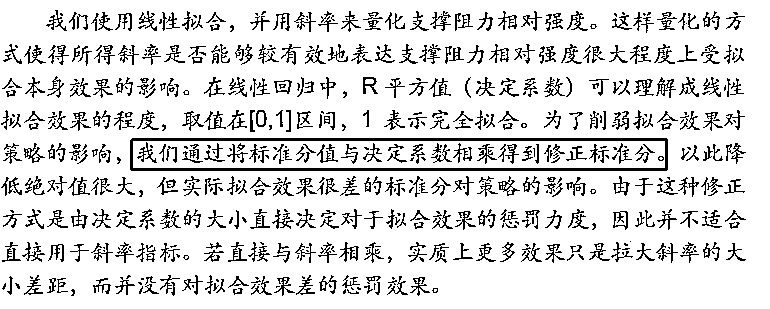 我们使用线性拟合，并用斜率来量化支撑阻力相对强度。这样量化的方
式使得所得斜率是否能够较有效地表达支撑阻力相对强度很大程度上受拟
合本身效果的影响。在线性回归中，R 平方值（决定系数）可以理解成线性
拟合效果的程度，取值在[0,1]区间，1 表示完全拟合。为了削弱拟合效果对
策略的影响，我们通过将标准分值与决定系数相乘得到修正标准分。以此降
低绝对值很大，但实际拟合效果很差的标准分对策略的影响。由于这种修正
方式是由决定系数的大小直接决定对于拟合效果的惩罚力度，因此并不适合
直接用于斜率指标。若直接与斜率相乘，实质上更多效果只是拉大斜率的大
小差距，而并没有对拟合效果差的惩罚效果。